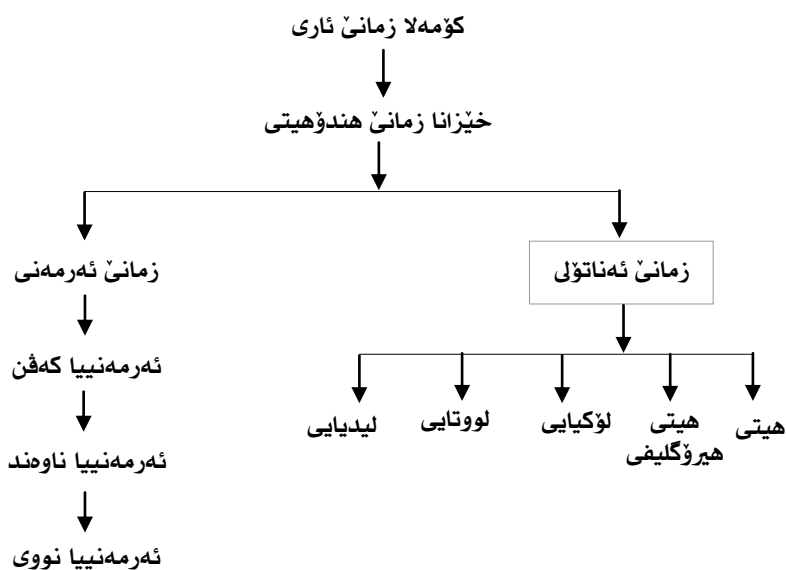 کۆمەلا زمانێ ئاری
خێزانا زمانێ هندۆهیتی
زمانێ ئەناتۆلی
زمانێ ئەرمەنی
هیتی
هیتی
هیرۆگلیفی
لۆکیایی
لووتایی
لیدیایی
ئەرمەنییا کەڤن
ئەرمەنییا ناوەند
ئەرمەنییا نووی